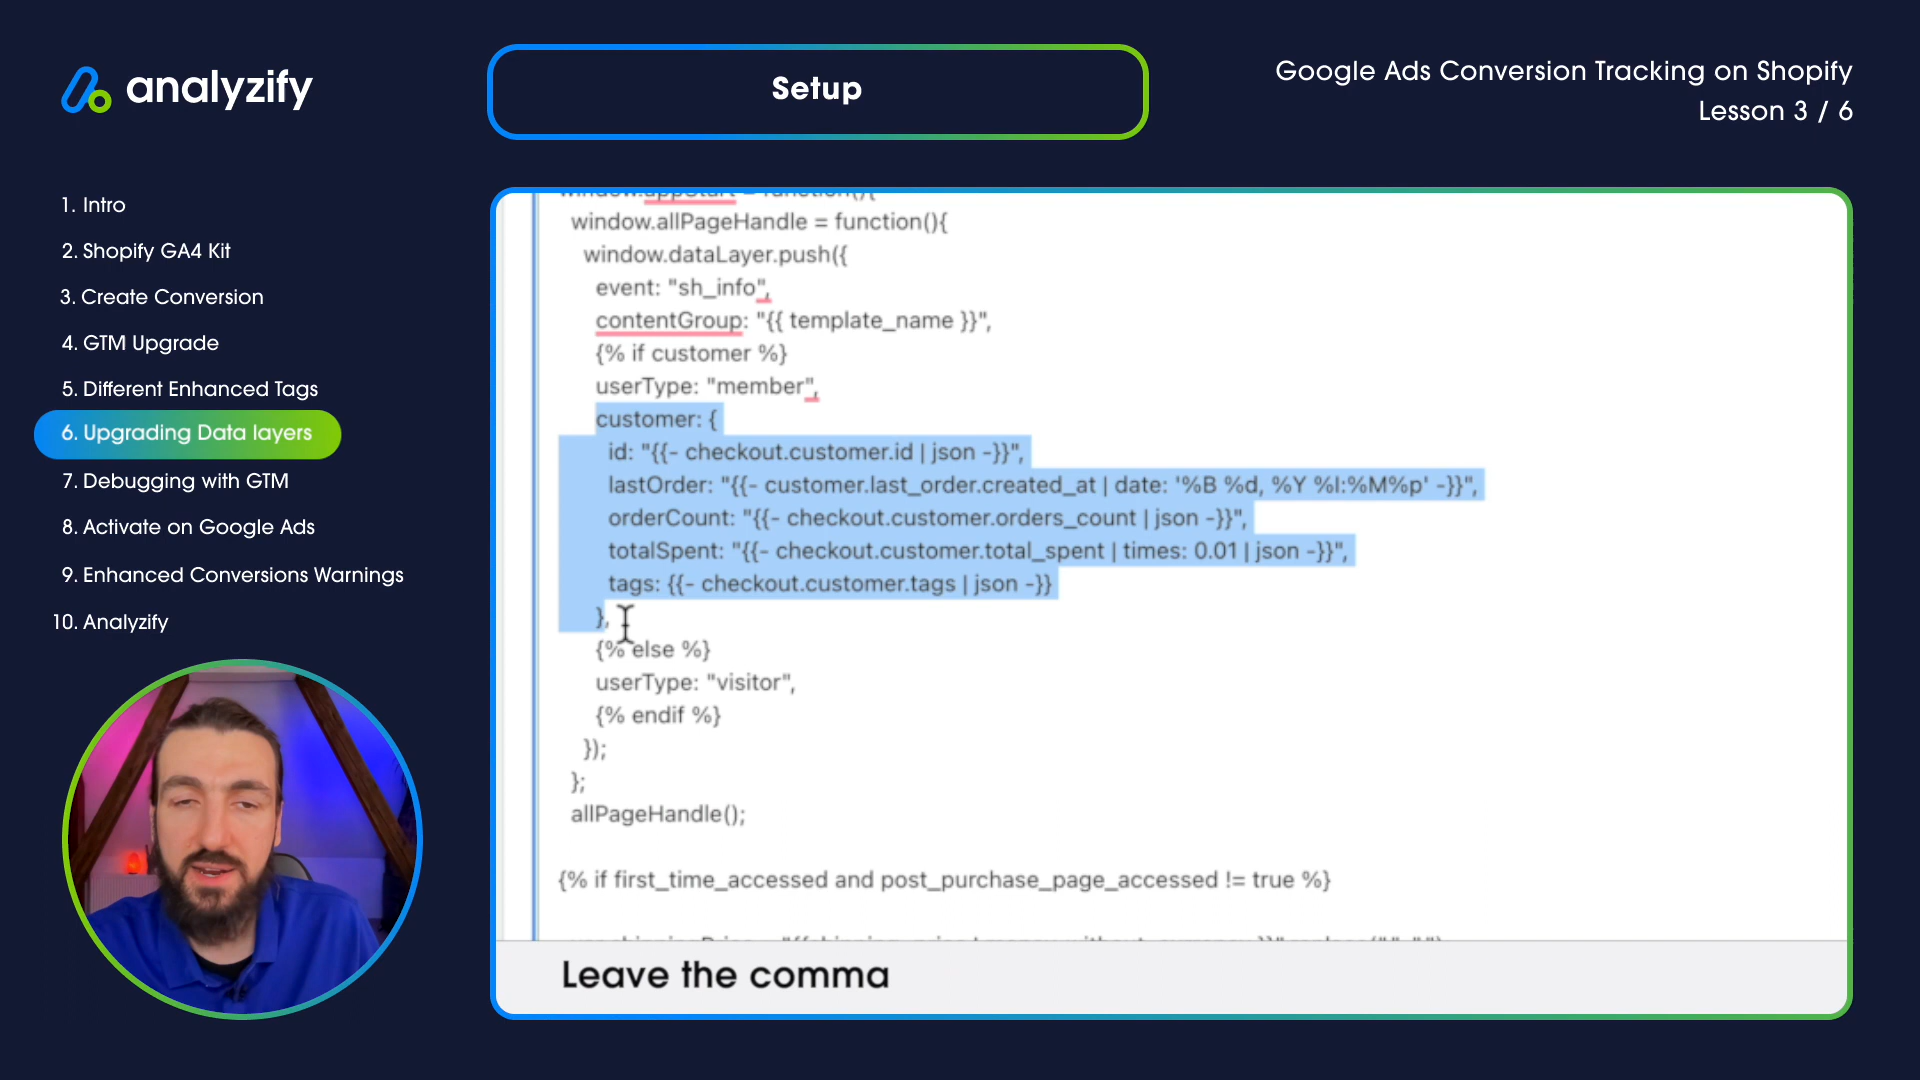 analyzify
Setup
Google Ads Conversion Tracking on Shopify
Lesson 3 / 6
1. Intro
2. Shopify GA4 Kit
3. Create Conversion
4. GTM Upgrade
5. Different Enhanced Tags
6. Upgrading Data layers
7. Debugging with GTM
8. Activate on Google Ads
9. Enhanced Conversions Warnings
10. Analyzify
window.appStart = function(){
window.allPageHandle = function(){
window.dataLayer.push({
event: "sh_info",
contentGroup: "{{ template_name }}",
{% if customer %}
userType: "member",
customer: {
id: "{{- checkout.customer.id | json -}}",
lastOrder: "{{- customer.last_order.created_at | date: '%B %d, %Y %I:%M%p' -}}",
orderCount: "{{- checkout.customer.orders_count | json -}}",
totalSpent: "{{- checkout.customer.total_spent | times: 0.01 | json -}}",
tags: {{- checkout.customer.tags | json -}}
},
{% else %}
userType: "visitor",
{% endif %}
});
};
allPageHandle();
{% if first_time_accessed and post_purchase_page_accessed != true %}
Leave the comma